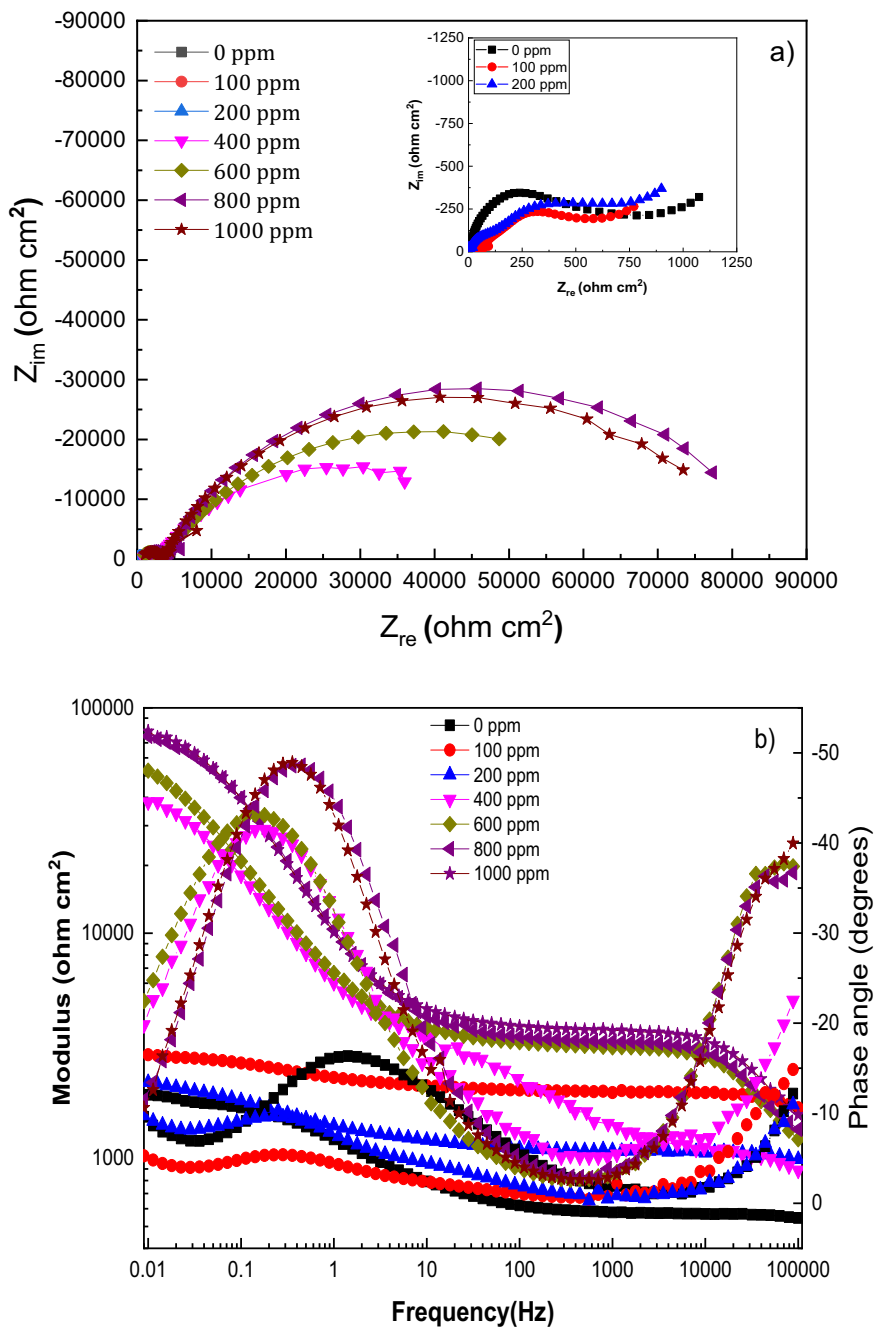 a)
0 ppm
100 ppm
200 ppm
400 ppm
600 ppm
800 ppm
1000 ppm
-90000
-80000
-70000
-60000
-50000
-40000
-30000
-20000
-10000
0
Zim (ohm cm2)
0 10000 20000 30000 40000 50000 60000 70000 80000 90000
Zre (ohm cm2)
0 ppm
100 ppm
200 ppm
-1250
-1000
-750
-500
-250
0
Zim (ohm cm2)
0 250 500 750 1000 1250
Zre (ohm cm2)
b)
0 ppm
100 ppm
200 ppm
400 ppm
600 ppm
800 ppm
1000 ppm
100000
10000
1000
Modulus (ohm cm2)
-50
-40
-30
-20
-10
0
Phase angle (degrees)
0.01 0.1 1 10 100 1000 10000 100000
Frequency(Hz)